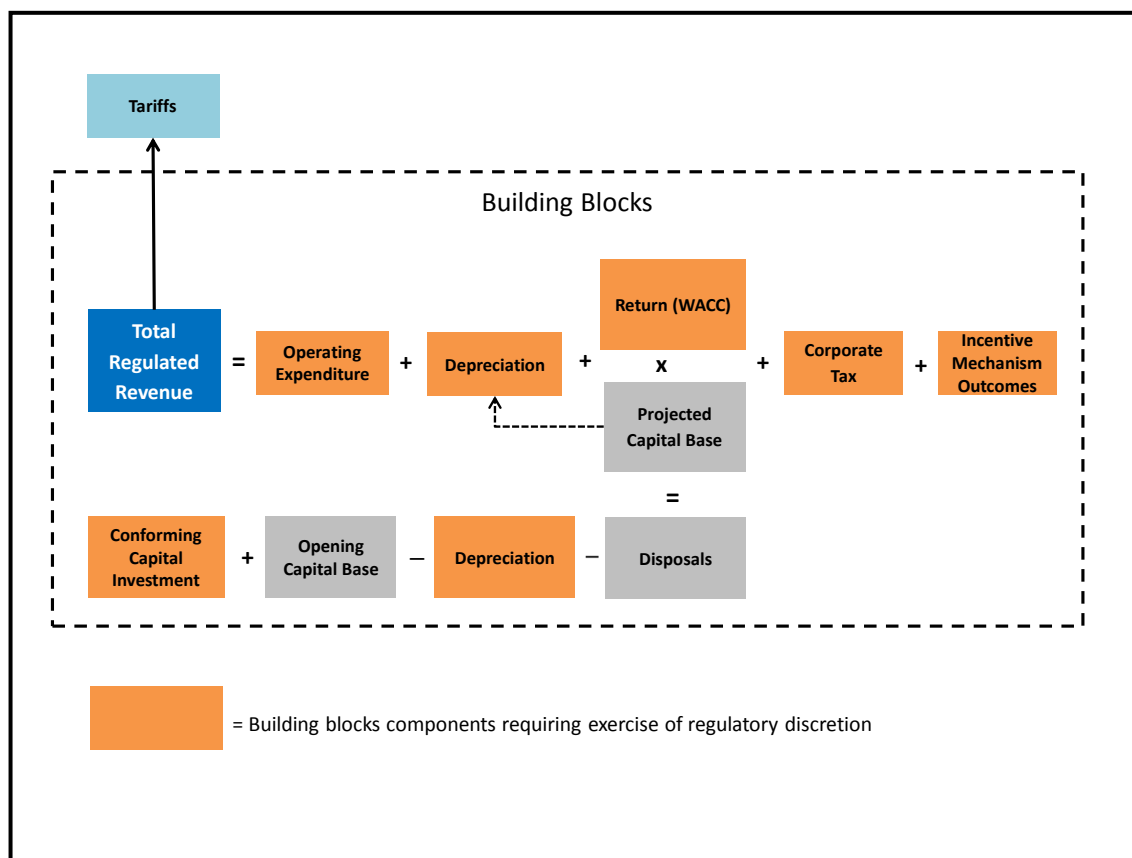 Tariffs
Building Blocks
Total
Regulated
Revenue
=
Operating
Expenditure
+
Depreciation
+
Return (WACC)
x
Projected
Capital Base
+
Corporate
Tax
+
Incentive
Mechanism
Outcomes
=
Conforming
Capital
Investment
+
Opening
Capital Base
–
Depreciation
–
Disposals
= Building blocks components requiring exercise of regulatory discretion